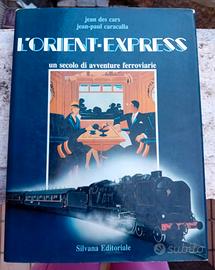 jean des cars
jean-paul caracalla
L'ORIENT-EXPRESS
un secolo di avventure ferroviarie
Silvana Editoriale
subito